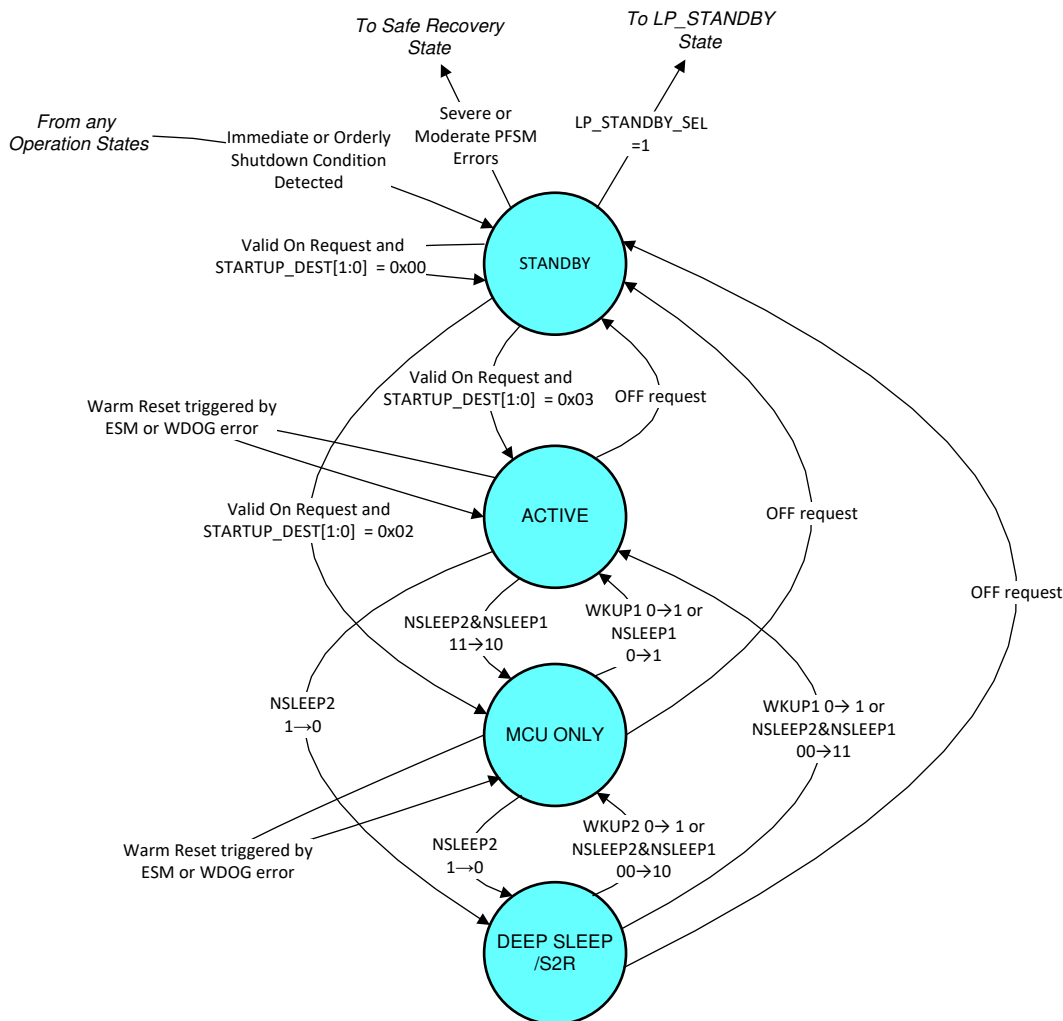 To Safe Recovery
State
To LP_STANDBY
State
From any
Operation States
Immediate or Orderly
Shutdown Condition
Detected
Severe or
Moderate PFSM
Errors
LP_STANDBY_SEL
=1
Valid On Request and
STARTUP_DEST[1:0] = 0x00
STANDBY
Valid On Request and
STARTUP_DEST[1:0] = 0x03
OFF request
Warm Reset triggered by
ESM or WDOG error
ACTIVE
Valid On Request and
STARTUP_DEST[1:0] = 0x02
OFF request
OFF request
NSLEEP2&NSLEEP1
11→10
WKUP1 0→1 or
NSLEEP1
0→1
NSLEEP2
1→0
MCU ONLY
WKUP1 0→ 1 or
NSLEEP2&NSLEEP1
00→11
Warm Reset triggered by
ESM or WDOG error
NSLEEP2
1→0
WKUP2 0→ 1 or
NSLEEP2&NSLEEP1
00→10
DEEP SLEEP
/S2R